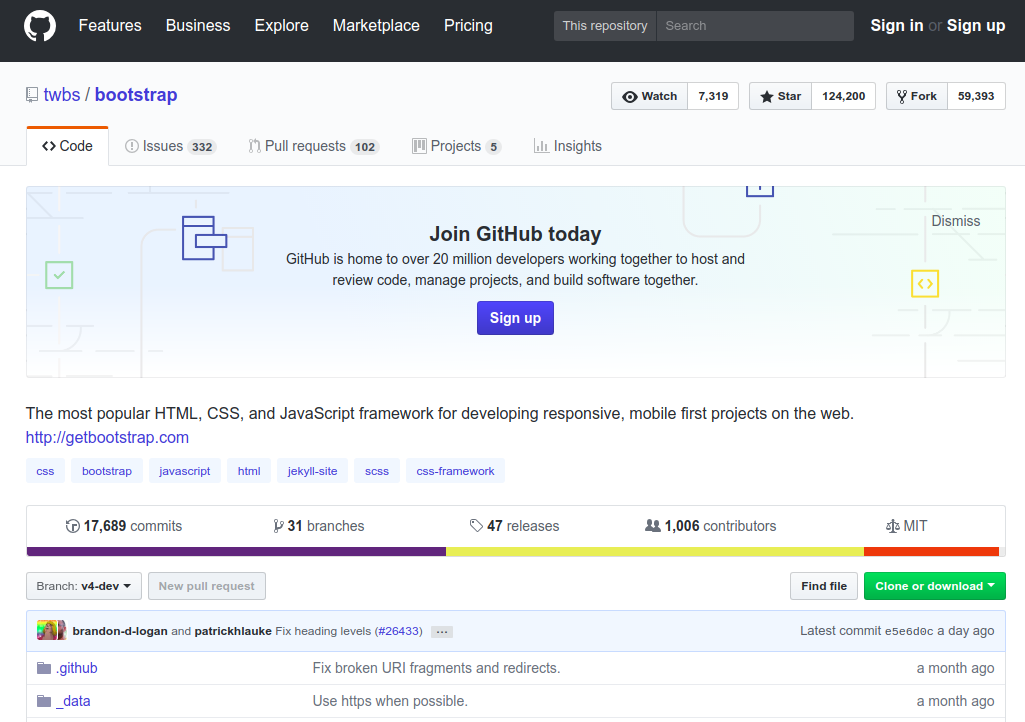 Features Business Explore Marketplace Pricing This repository Search Sign in or Sign up
twbs / bootstrap Watch 7,319 Star 124,200 Fork 59,393
Code Issues 332 Pull requests 102 Projects 5 Insights
Dismiss
Join GitHub today
GitHub is home to over 20 million developers working together to host and
review code, manage projects, and build software together.
Sign up
The most popular HTML, CSS, and JavaScript framework for developing responsive, mobile first projects on the web.
http://getbootstrap.com
css bootstrap javascript html jekyll-site scss css-framework
17,689 commits 31 branches 47 releases 1,006 contributors MIT
Branch: v4-dev New pull request Find file Clone or download
brandon-d-logan and patrickhlauke Fix heading levels (#26433) … Latest commit e5e6d0c a day ago
.github Fix broken URI fragments and redirects. a month ago
_data Use https when possible. a month ago